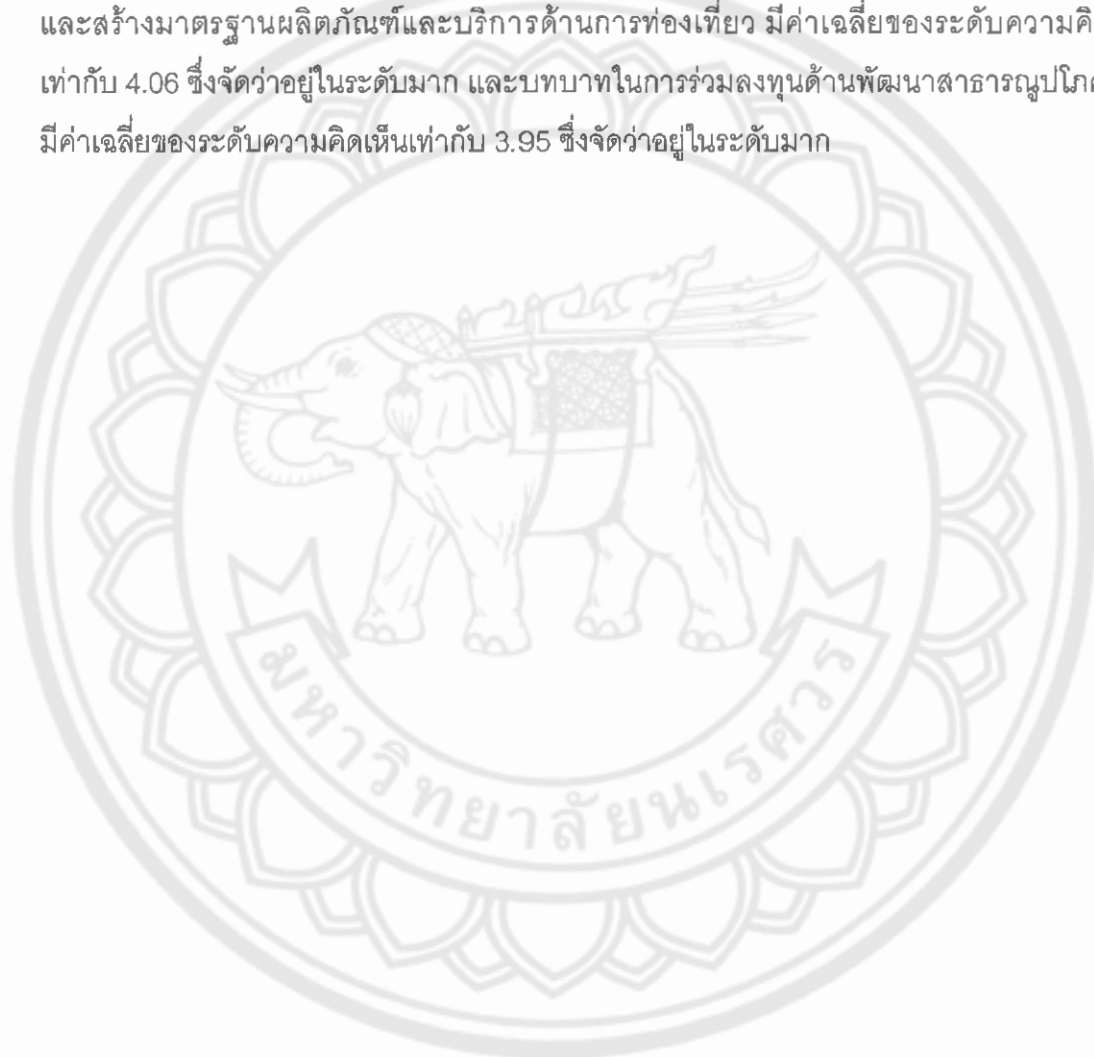 และสร้างมาตรฐานผลิตภัณฑ์และบริการด้านการท่องเที่ยว มีค่าเฉลี่ยของระดับความคิ
เท่ากับ 4.06 ซึ่งจัดว่าอยู่ในระดับมาก และบทบาทในการร่วมลงทุนด้านพัฒนาสาธารณูปโภค
มีค่าเฉลี่ยของระดับความคิดเห็นเท่ากับ 3.95 ซึ่งจัดว่าอยู่ในระดับมาก
มหาวิทยาลัยนเรศวร